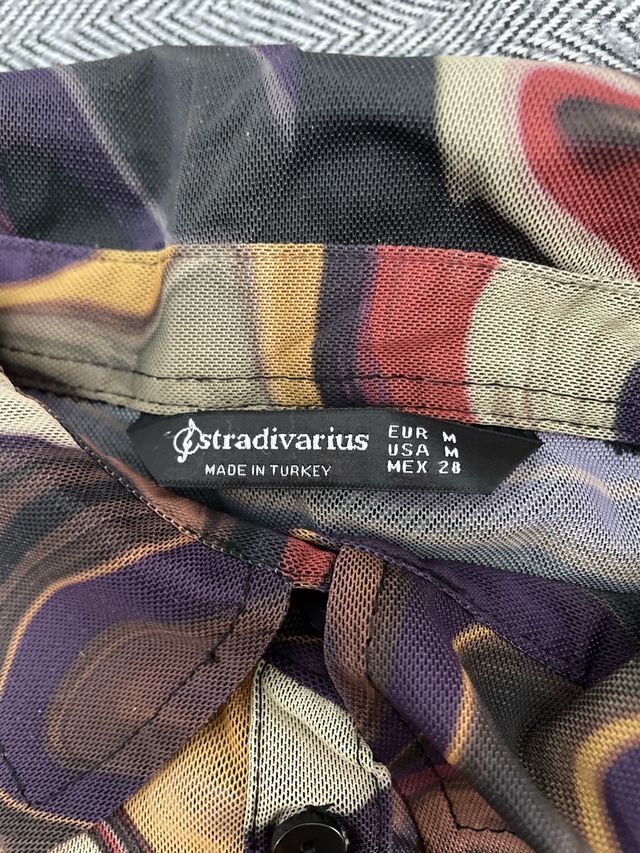 stradivarius
MADE IN TURKEY
EUR M
USA M
MEX 28